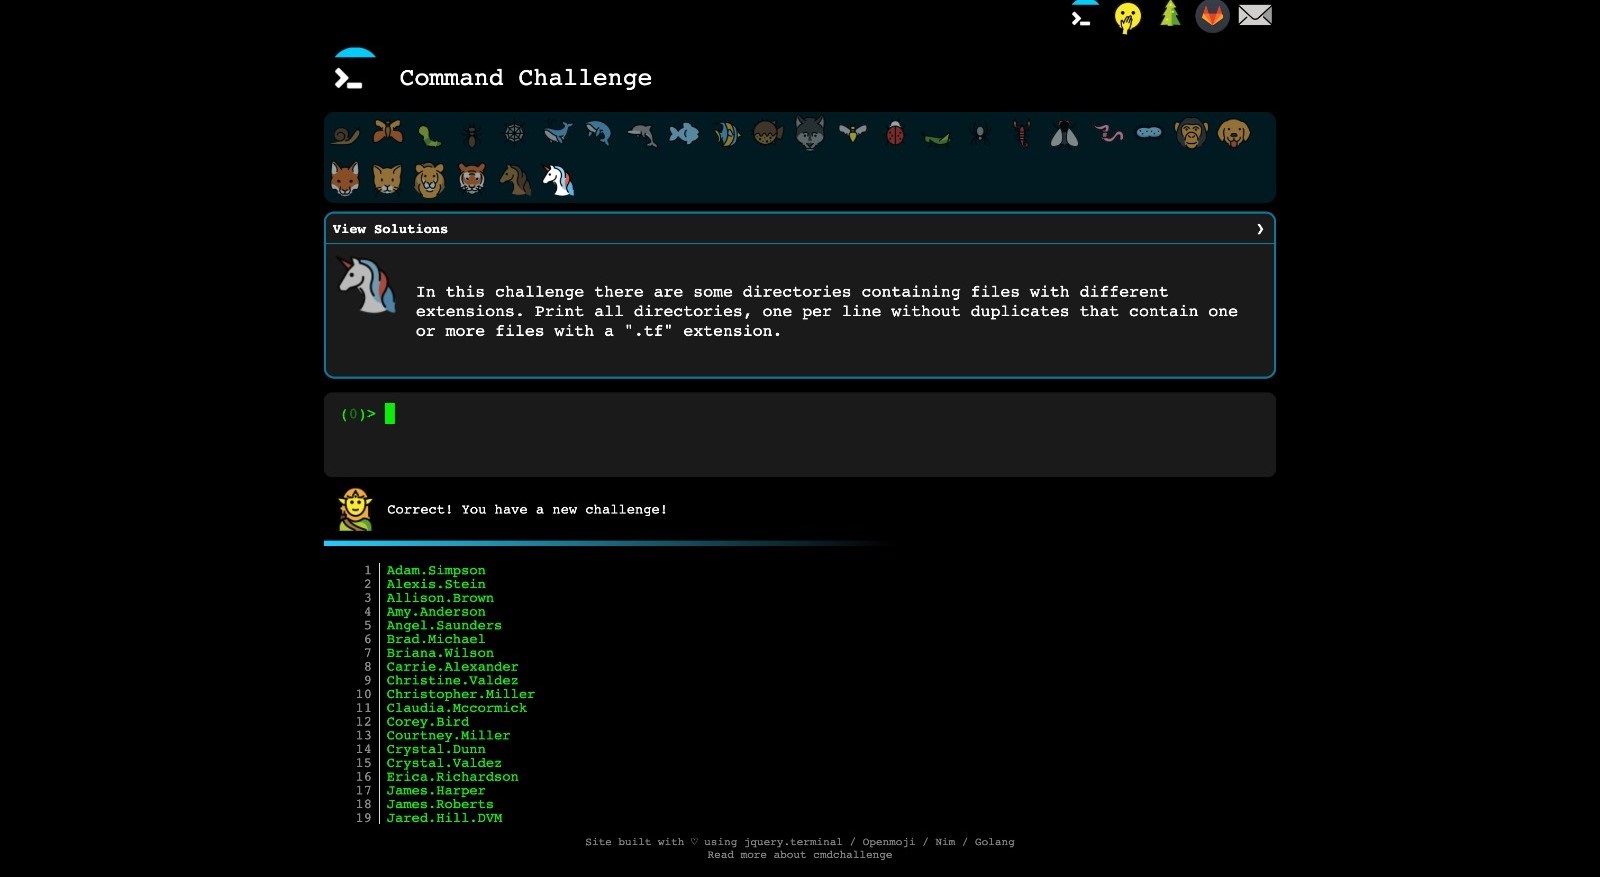 Command Challenge
View Solutions ❯
In this challenge there are some directories containing files with different
extensions. Print all directories, one per line without duplicates that contain one
or more files with a ".tf" extension.
(0)>
Correct! You have a new challenge!
1 Adam.Simpson
2 Alexis.Stein
3 Allison.Brown
4 Amy.Anderson
5 Angel.Saunders
6 Brad.Michael
7 Briana.Wilson
8 Carrie.Alexander
9 Christine.Valdez
10 Christopher.Miller
11 Claudia.Mccormick
12 Corey.Bird
13 Courtney.Miller
14 Crystal.Dunn
15 Crystal.Valdez
16 Erica.Richardson
17 James.Harper
18 James.Roberts
19 Jared.Hill.DVM
Site built with ♡ using jquery.terminal / Openmoji / Nim / Golang
Read more about cmdchallenge